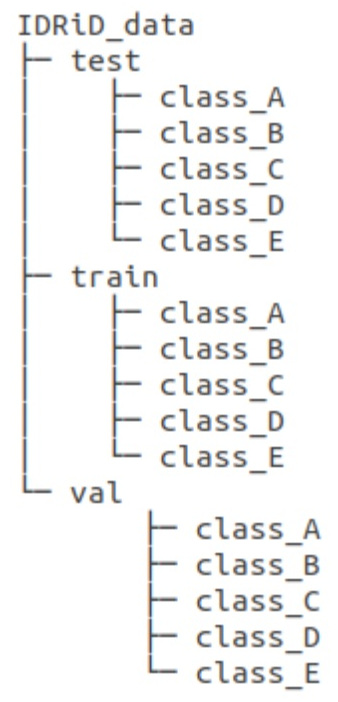 IDRiD_data
├─ test
│    ├─ class_A
│    ├─ class_B
│    ├─ class_C
│    ├─ class_D
│    └─ class_E
├─ train
│    ├─ class_A
│    ├─ class_B
│    ├─ class_C
│    ├─ class_D
│    └─ class_E
└─ val
       ├─ class_A
       ├─ class_B
       ├─ class_C
       ├─ class_D
       └─ class_E